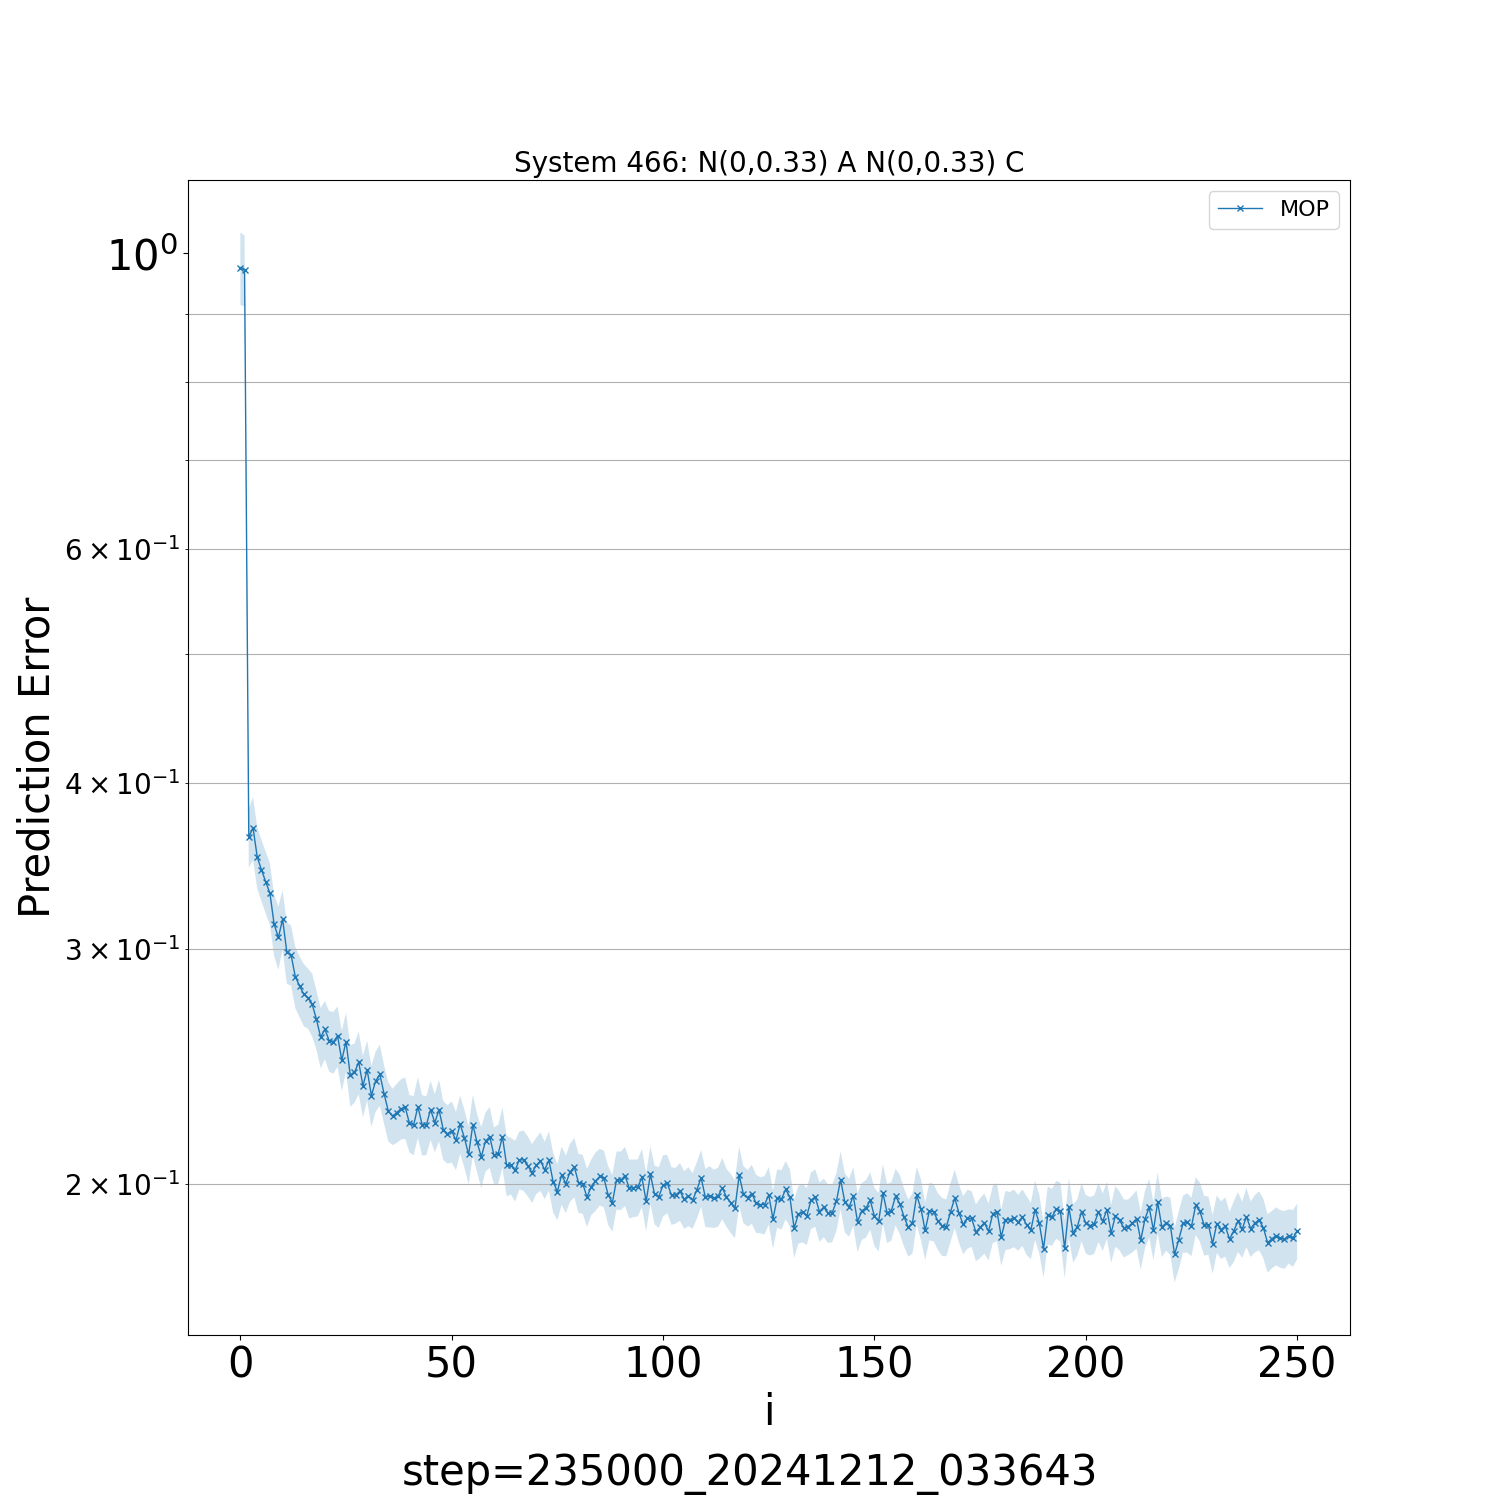 System 466: N(0,0.33) A N(0,0.33) C
MOP
10⁰
6 × 10⁻¹
4 × 10⁻¹
3 × 10⁻¹
2 × 10⁻¹
Prediction Error
0 50 100 150 200 250
i
step=235000_20241212_033643